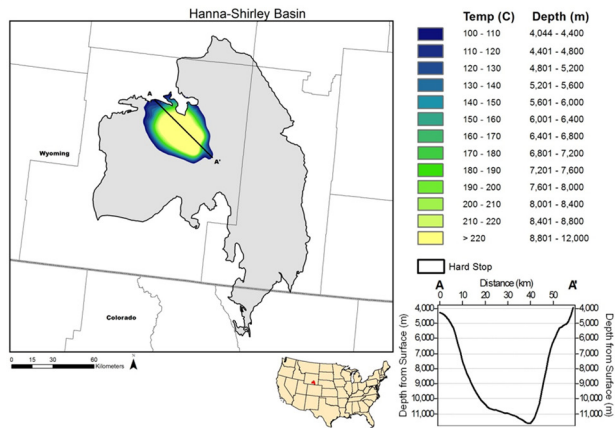 Hanna-Shirley Basin
A
A'
Wyoming
Colorado
0 15 30 60
Kilometers
N
Temp (C) Depth (m)
100 - 110 4,044 - 4,400
110 - 120 4,401 - 4,800
120 - 130 4,801 - 5,200
130 - 140 5,201 - 5,600
140 - 150 5,601 - 6,000
150 - 160 6,001 - 6,400
160 - 170 6,401 - 6,800
170 - 180 6,801 - 7,200
180 - 190 7,201 - 7,600
190 - 200 7,601 - 8,000
200 - 210 8,001 - 8,400
210 - 220 8,401 - 8,800
> 220 8,801 - 12,000
Hard Stop
A Distance (km) A'
0 10 20 30 40 50
Depth from Surface (m)
4,000
5,000
6,000
7,000
8,000
9,000
10,000
11,000
4,000
5,000
6,000
7,000
8,000
9,000
10,000
11,000
Depth from Surface (m)